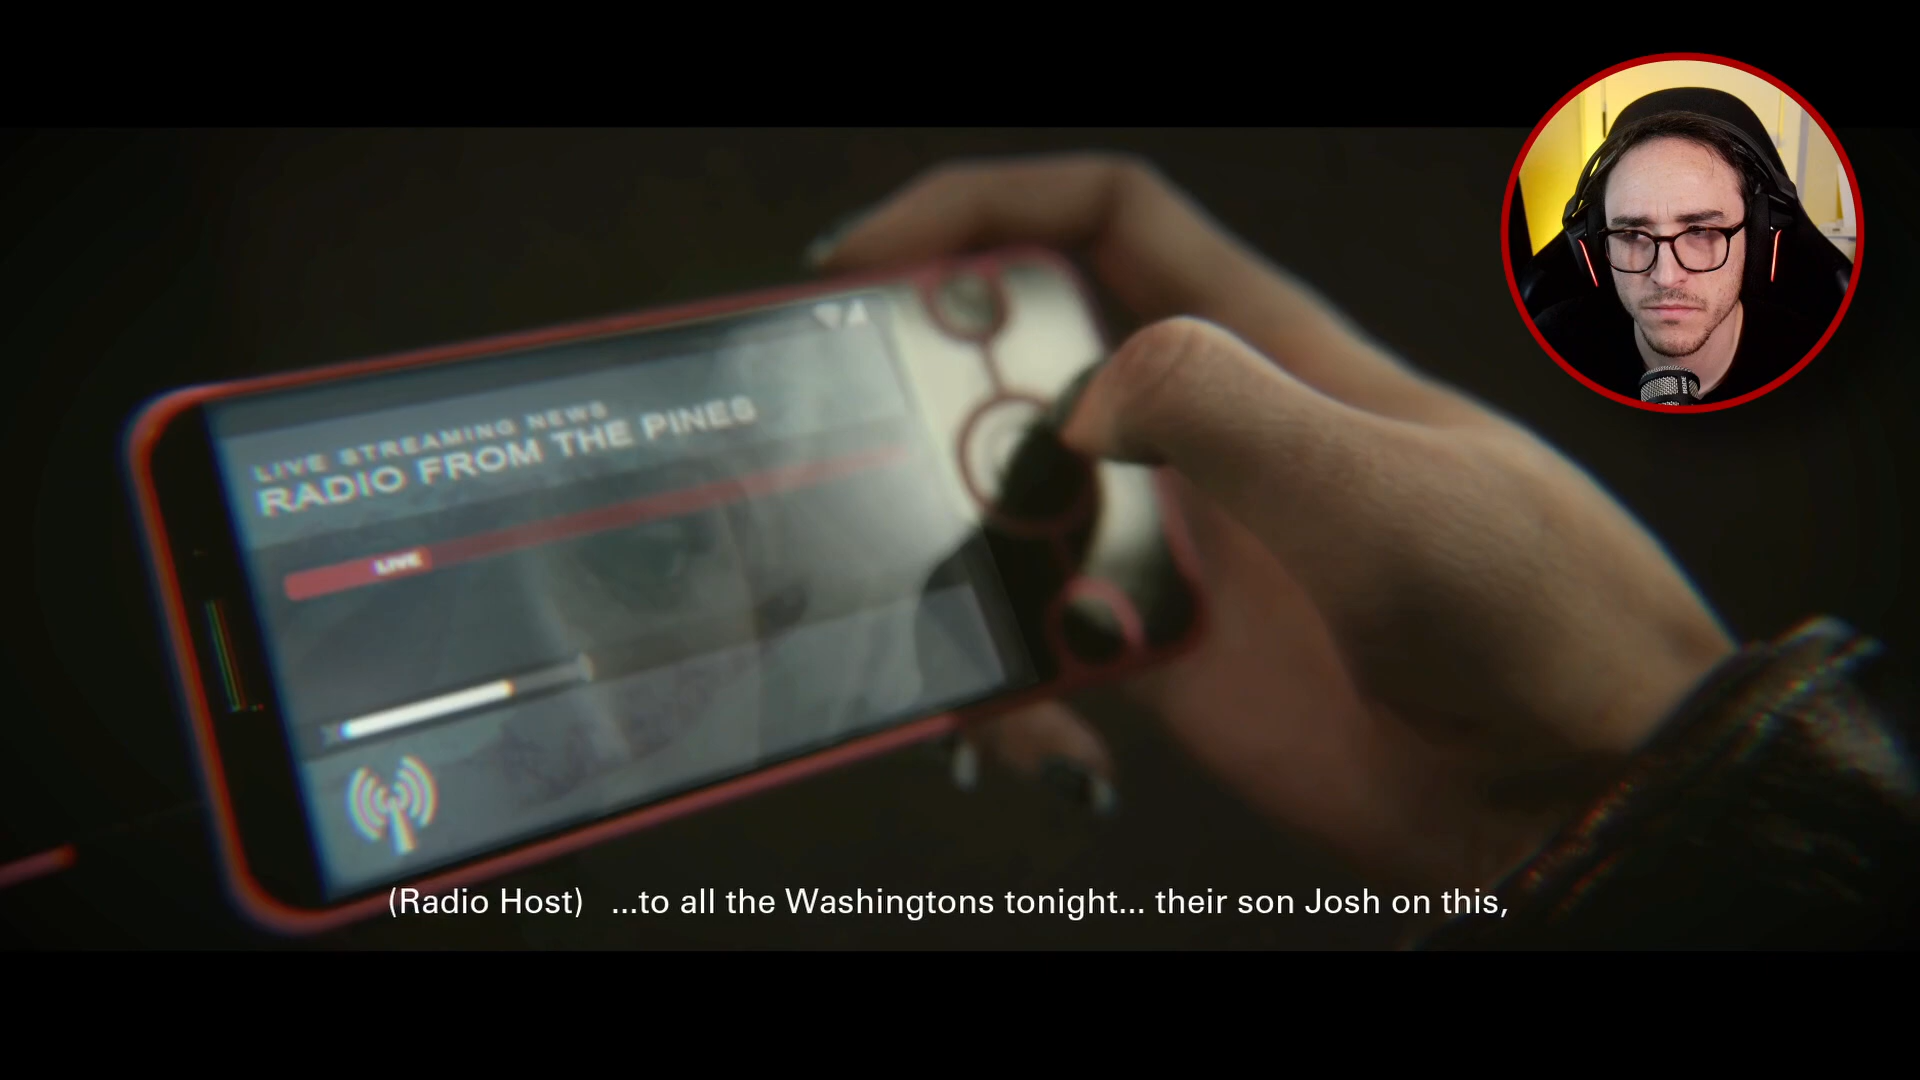 LIVE STREAMING NEWS
RADIO FROM THE PINES
LIVE
(Radio Host) ...to all the Washingtons tonight... their son Josh on this,